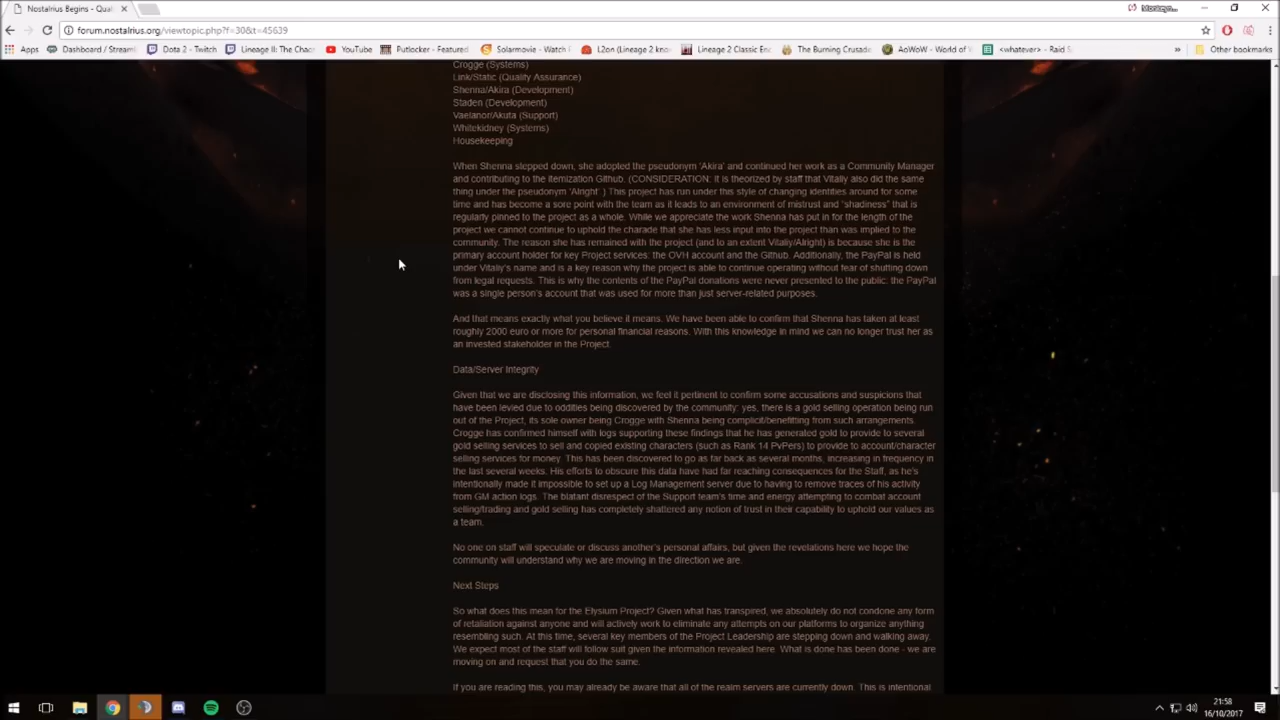 Nostalrius Begins - Quali
Monkeys...
forum.nostalrius.org/viewtopic.php?f=30&t=45639
Apps Dashboard / Streami Dota 2 - Twitch Lineage II: The Chao YouTube Putlocker - Featured Solarmovie - Watch C L2on (Lineage 2 know Lineage 2 Classic En The Burning Crusade AoWoW - World of W <whatever> - Raid S » Other bookmarks
Crogge (Systems)
Link/Static (Quality Assurance)
Shenna/Akira (Development)
Staden (Development)
Vaelanor/Akuta (Support)
Whitekidney (Systems)
Housekeeping
When Shenna stepped down, she adopted the pseudonym 'Akira' and continued her work as a Community Manager
and contributing to the itemization Github. (CONSIDERATION: It is theorized by staff that Vitaliy also did the same
thing under the pseudonym 'Alright' ) This project has run under this style of changing identities around for some
time and has become a sore point with the team as it leads to an environment of mistrust and "shadiness" that is
regularly pinned to the project as a whole. While we appreciate the work Shenna has put in for the length of the
project we cannot continue to uphold the charade that she has less input into the project than was implied to the
community. The reason she has remained with the project (and to an extent Vitaliy/Alright) is because she is the
primary account holder for key Project services: the OVH account and the Github. Additionally, the PayPal is held
under Vitaliy's name and is a key reason why the project is able to continue operating without fear of shutting down
from legal requests. This is why the contents of the PayPal donations were never presented to the public: the PayPal
was a single person's account that was used for more than just server-related purposes.
And that means exactly what you believe it means. We have been able to confirm that Shenna has taken at least
roughly 2000 euro or more for personal financial reasons. With this knowledge in mind we can no longer trust her as
an invested stakeholder in the Project.
Data/Server Integrity
Given that we are disclosing this information, we feel it pertinent to confirm some accusations and suspicions that
have been levied due to oddities being discovered by the community: yes, there is a gold selling operation being run
out of the Project, its sole owner being Crogge with Shenna being complicit/benefitting from such arrangements.
Crogge has confirmed himself with logs supporting these findings that he has generated gold to provide to several
gold selling services to sell and copied existing characters (such as Rank 14 PvPers) to provide to account/character
selling services for money. This has been discovered to go as far back as several months, increasing in frequency in
the last several weeks. His efforts to obscure this data have had far reaching consequences for the Staff, as he's
intentionally made it impossible to set up a Log Management server due to having to remove traces of his activity
from GM action logs. The blatant disrespect of the Support team's time and energy attempting to combat account
selling/trading and gold selling has completely shattered any notion of trust in their capability to uphold our values as
a team.
No one on staff will speculate or discuss another's personal affairs, but given the revelations here we hope the
community will understand why we are moving in the direction we are.
Next Steps
So what does this mean for the Elysium Project? Given what has transpired, we absolutely do not condone any form
of retaliation against anyone and will actively work to eliminate any attempts on our platforms to organize anything
resembling such. At this time, several key members of the Project Leadership are stepping down and walking away.
We expect most of the staff will follow suit given the information revealed here. What is done has been done - we are
moving on and request that you do the same.
If you are reading this, you may already be aware that all of the realm servers are currently down. This is intentional
21:58
16/10/2017